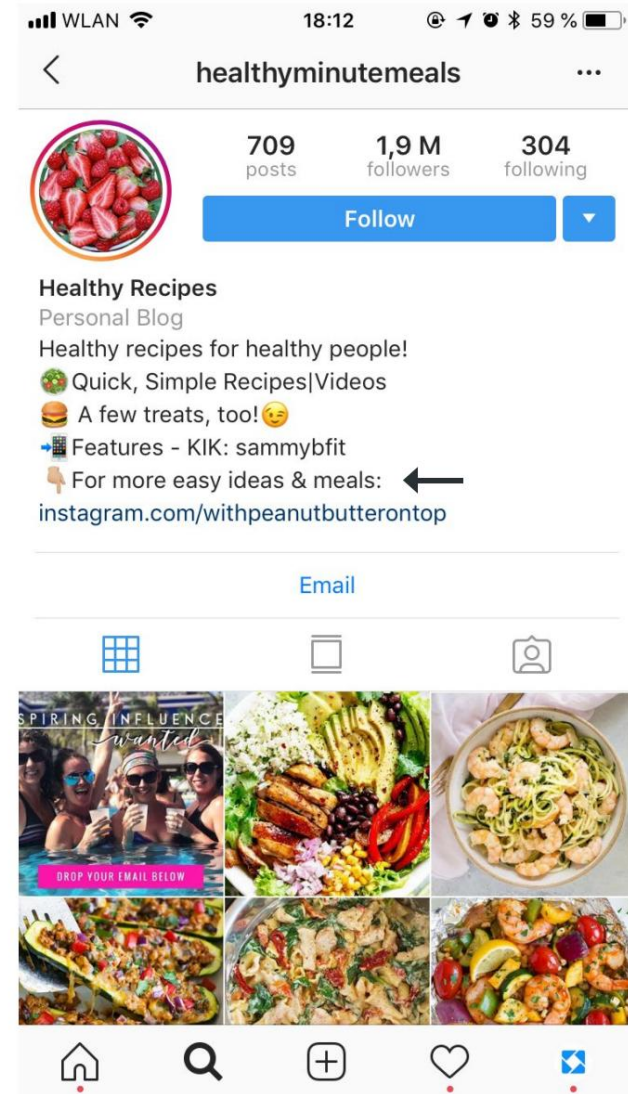 WLAN 18:12 59 %
healthyminutemeals
709 1,9 M 304
posts followers following
Follow
Healthy Recipes
Personal Blog
Healthy recipes for healthy people!
🥗Quick, Simple Recipes|Videos
🍔 A few treats, too!😉
📲Features - KIK: sammybfit
👇🏼For more easy ideas & meals:
instagram.com/withpeanutbutterontop
Email
SPIRING INFLUENCE
wanted
DROP YOUR EMAIL BELOW